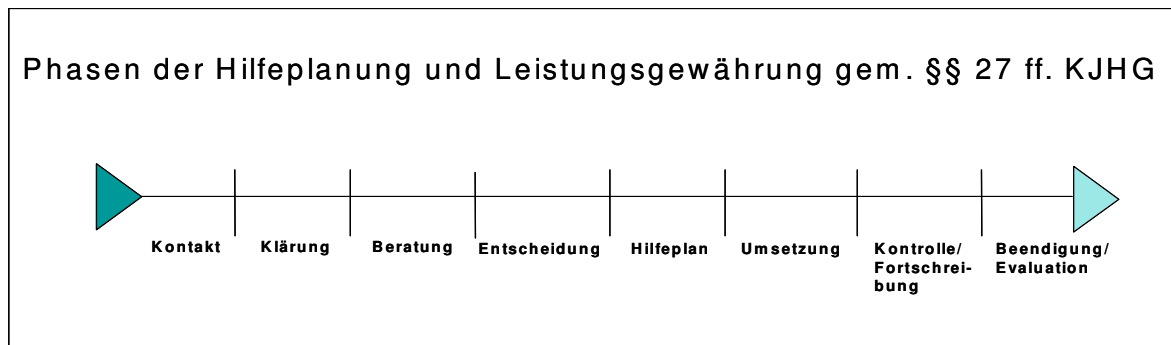 Phasen der Hilfeplanung und Leistungsgewährung gem. §§ 27 ff. KJHG
Kontakt
Klärung
Beratung
Entscheidung
Hilfeplan
Umsetzung
Kontrolle/
Fortschrei-
bung
Beendigung/
Evaluation